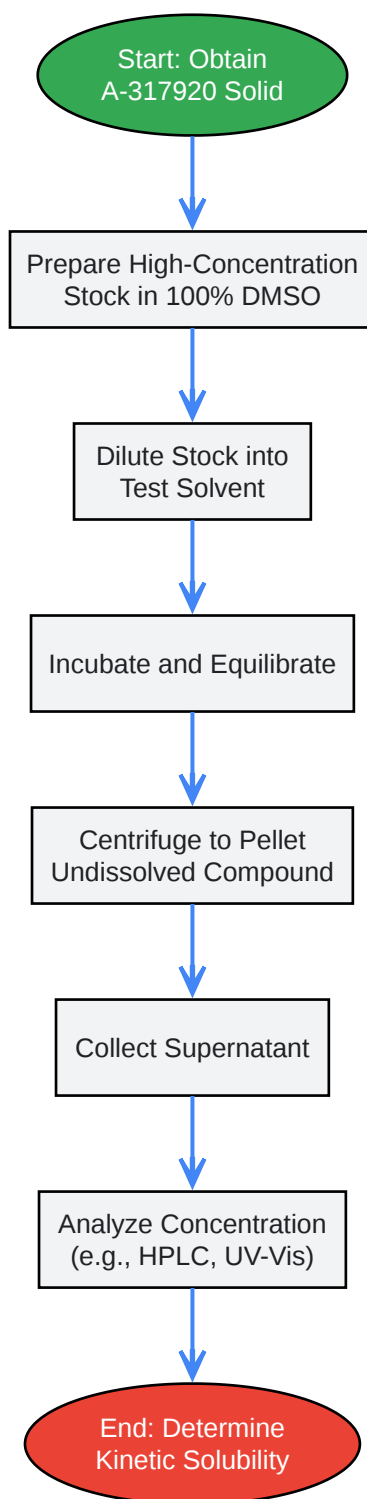 Start: Obtain
A-317920 Solid
Prepare High-Concentration
Stock in 100% DMSO
Dilute Stock into
Test Solvent
Incubate and Equilibrate
Centrifuge to Pellet
Undissolved Compound
Collect Supernatant
Analyze Concentration
(e.g., HPLC, UV-Vis)
End: Determine
Kinetic Solubility